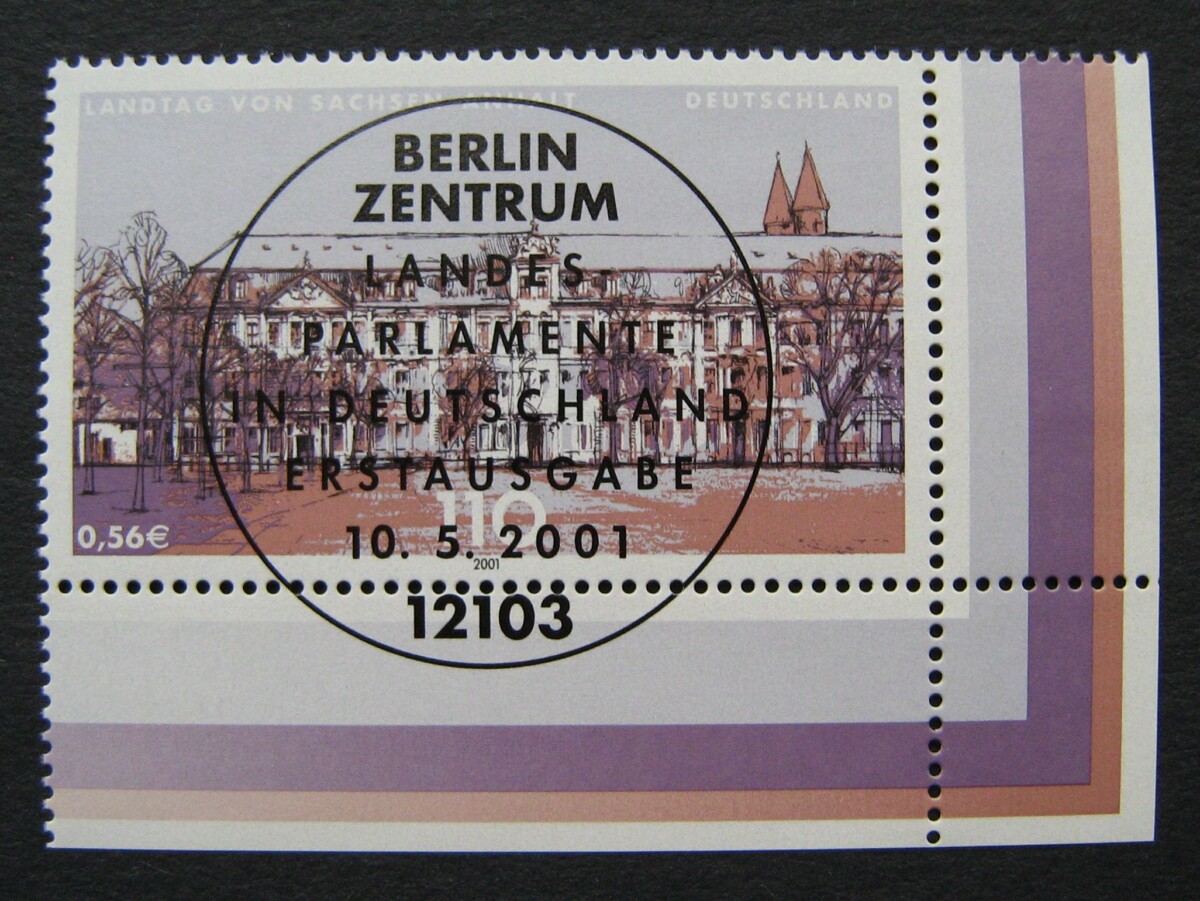 LANDTAG VON SACHSEN-ANHALT DEUTSCHLAND
BERLIN
ZENTRUM
LANDES-
PARLAMENTE
IN DEUTSCHLAND
ERSTAUSGABE
110
10. 5. 2001
0,56€
2001
12103